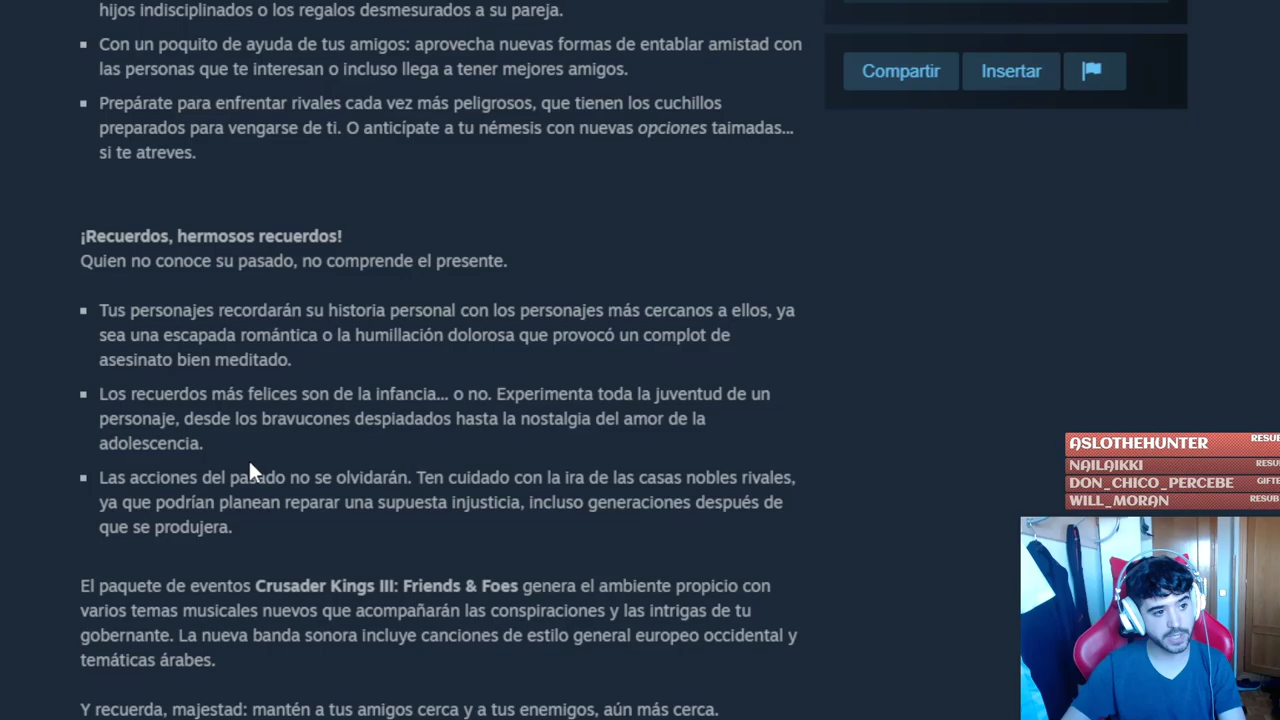 hijos indisciplinados o los regalos desmesurados a su pareja.
Con un poquito de ayuda de tus amigos: aprovecha nuevas formas de entablar amistad con
las personas que te interesan o incluso llega a tener mejores amigos.
Prepárate para enfrentar rivales cada vez más peligrosos, que tienen los cuchillos
preparados para vengarse de ti. O anticípate a tu némesis con nuevas opciones taimadas...
si te atreves.
¡Recuerdos, hermosos recuerdos!
Quien no conoce su pasado, no comprende el presente.
Tus personajes recordarán su historia personal con los personajes más cercanos a ellos, ya
sea una escapada romántica o la humillación dolorosa que provocó un complot de
asesinato bien meditado.
Los recuerdos más felices son de la infancia... o no. Experimenta toda la juventud de un
personaje, desde los bravucones despiadados hasta la nostalgia del amor de la
adolescencia.
Las acciones del pasado no se olvidarán. Ten cuidado con la ira de las casas nobles rivales,
ya que podrían planean reparar una supuesta injusticia, incluso generaciones después de
que se produjera.
El paquete de eventos Crusader Kings III: Friends & Foes genera el ambiente propicio con
varios temas musicales nuevos que acompañarán las conspiraciones y las intrigas de tu
gobernante. La nueva banda sonora incluye canciones de estilo general europeo occidental y
temáticas árabes.
Y recuerda, majestad: mantén a tus amigos cerca y a tus enemigos, aún más cerca.
Compartir
Insertar
ASLOTHEHUNTER RESUB
NAILAIKKI RESU
DON_CHICO_PERCEBE GIFTE
WILL_MORAN RESUB